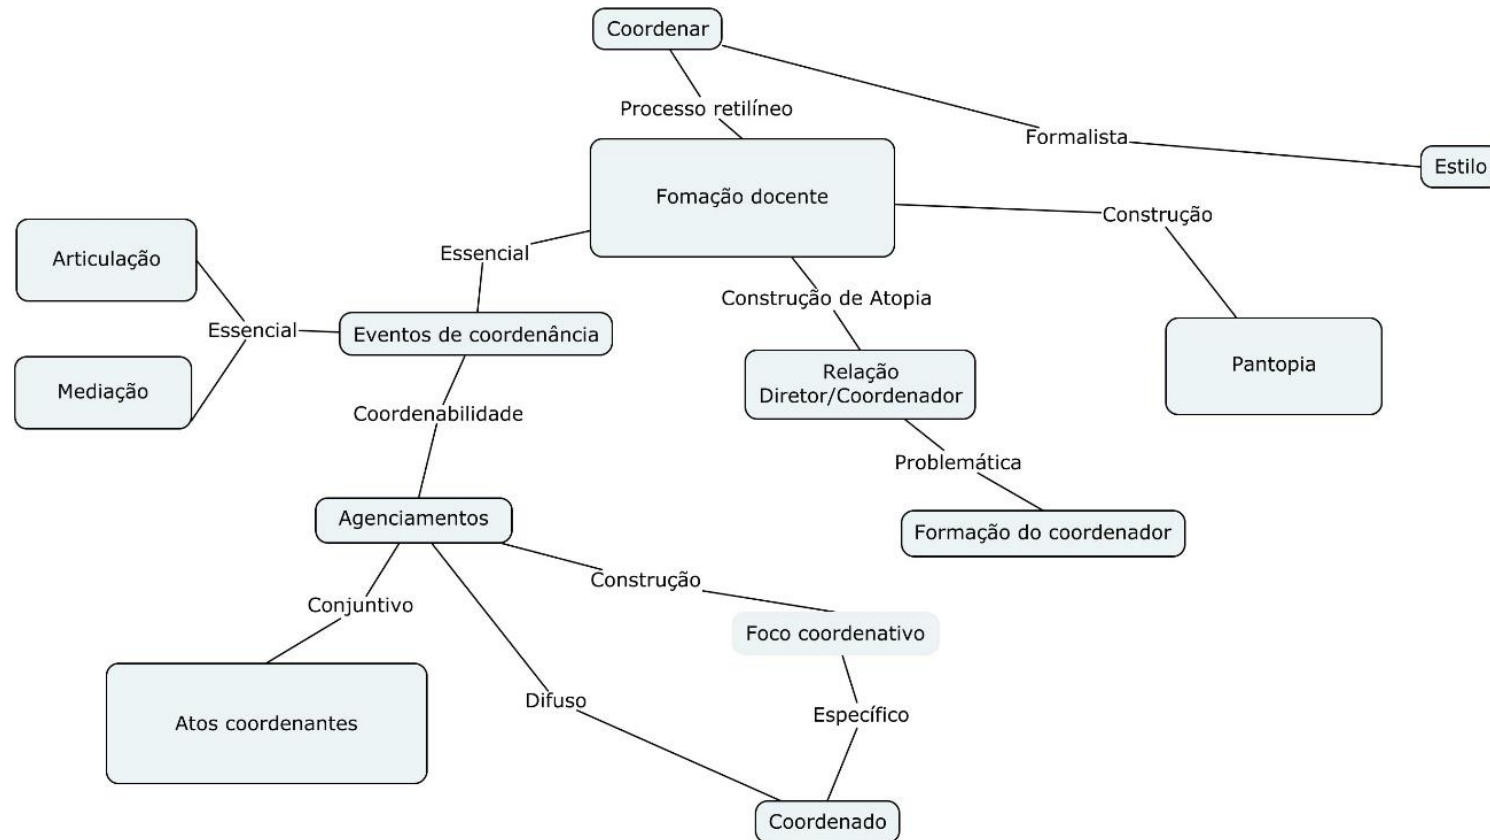 Coordenar
Processo retilíneo
Formalista
Estilo
Fomação docente
Construção
Essencial
Articulação
Construção de Atopia
Essencial
Eventos de coordenância
Pantopia
Relação
Diretor/Coordenador
Mediação
Coordenabilidade
Problemática
Agenciamentos
Formação do coordenador
Construção
Conjuntivo
Foco coordenativo
Difuso
Específico
Atos coordenantes
Coordenado